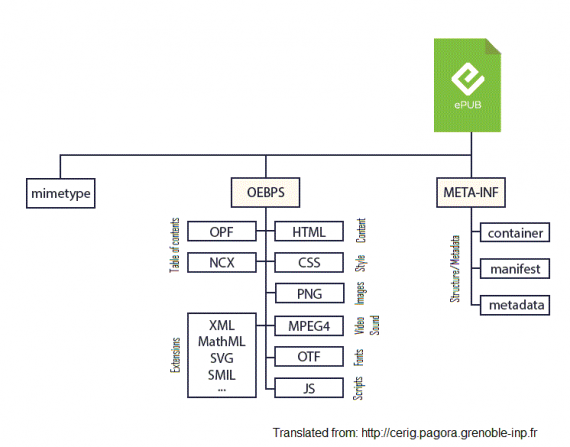 ePUB
mimetype
OEBPS
META-INF
Table of contents
OPF
HTML
Content
NCX
CSS
Style
PNG
Images
Extensions
XML
MathML
SVG
SMIL
...
MPEG4
Video
Sound
OTF
Fonts
JS
Scripts
Structure/Metadata
container
manifest
metadata
Translated from: http://cerig.pagora.grenoble-inp.fr